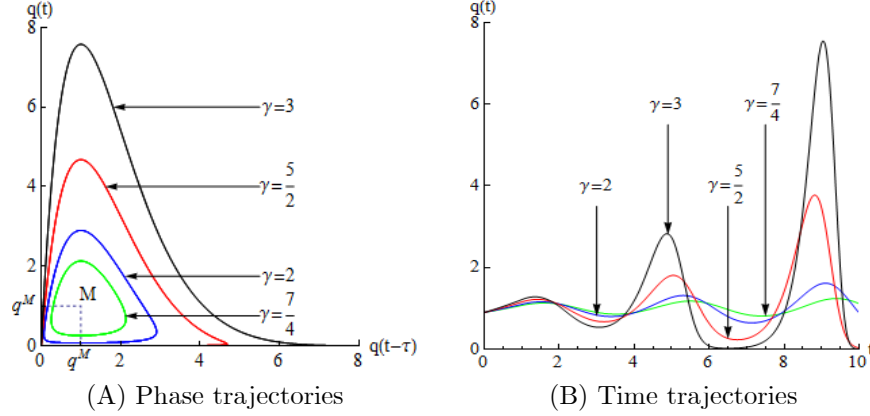 q(t)
8
6
4
2
0
0
2
4
6
8
q(t−τ)
q^M
q^M
M
γ=3
γ=5/2
γ=2
γ=7/4
(A) Phase trajectories
q(t)
8
6
4
2
0
0
2
4
6
8
10
t
γ=2
γ=3
γ=5/2
γ=7/4
(B) Time trajectories